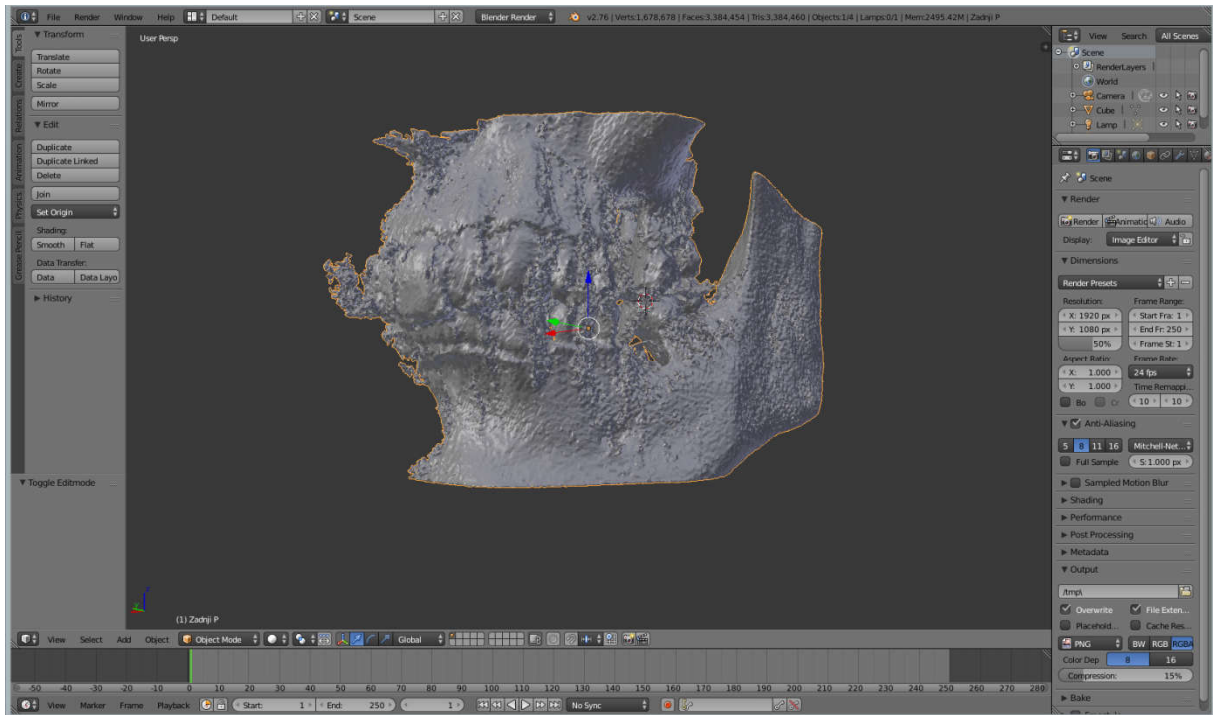 File Render Window Help Default Scene Blender Render v2.76 | Verts:1,678,678 | Faces:3,384,454 | Tris:3,384,460 | Objects:1/4 | Lamps:0/1 | Mem:2495.42M | Zadnji P
Tools
Create
Relations
Animation
Physics
Grease Pencil
Transform
Translate
Rotate
Scale
Mirror
Edit
Duplicate
Duplicate Linked
Delete
Join
Set Origin
Shading:
Smooth Flat
Data Transfer:
Data Data Layo
History
Toggle Editmode
User Persp
(1) Zadnji P
View Select Add Object Object Mode Global
-50 -40 -30 -20 -10 0 10 20 30 40 50 60 70 80 90 100 110 120 130 140 150 160 170 180 190 200 210 220 230 240 250 260 270 280
View Marker Frame Playback Start: 1 End: 250 1 No Sync
View Search All Scenes
Scene
RenderLayers
World
Camera
Cube
Lamp
Scene
Render
Render Animatic Audio
Display: Image Editor
Dimensions
Render Presets
Resolution: Frame Range:
X: 1920 px Start Fra: 1
Y: 1080 px End Fr: 250
50% Frame St: 1
Aspect Ratio: Frame Rate:
X: 1.000 24 fps
Y: 1.000 Time Remappi...
Bo Cr 10 10
Anti-Aliasing
5 8 11 16 Mitchell-Net...
Full Sample S: 1.000 px
Sampled Motion Blur
Shading
Performance
Post Processing
Metadata
Output
/tmp\
Overwrite File Exten...
Placehold... Cache Res...
PNG BW RGB RGBA
Color Dep 8 16
Compression: 15%
Bake